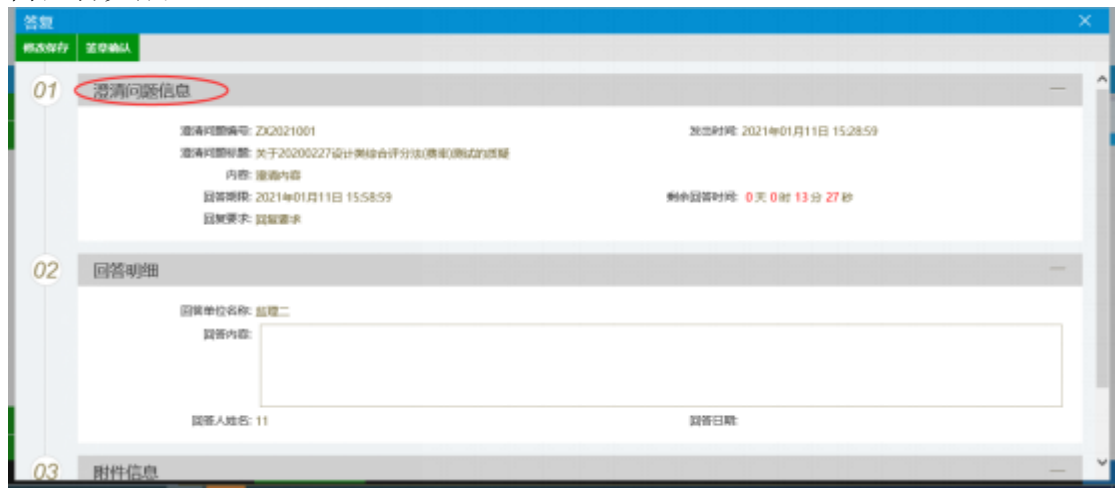 答复
修改保存 签章确认
01 澄清问题信息
澄清问题编号: ZX2021001 发出时间: 2021年01月11日 15:28:59
澄清问题标题: 关于20200227设计类综合评分法(费率)测试的质疑
内容: 澄清内容
回答期限: 2021年01月11日 15:58:59 剩余回答时间: 0 天 0 时 13 分 27 秒
回复要求: 回复要求
02 回答明细
回答单位名称: 监理二
回答内容:
回答人姓名: 11 回答日期:
03 附件信息